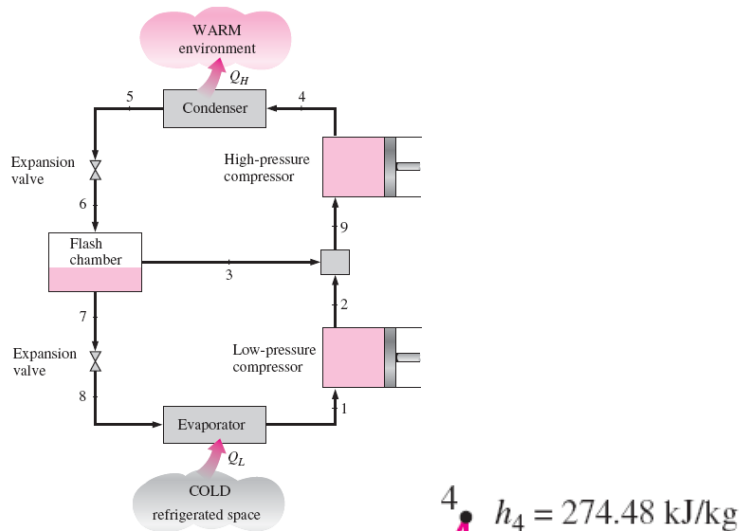 WARM
environment
Q_H
5
4
Condenser
Expansion
valve
High-pressure
compressor
6
9
Flash
chamber
3
7
2
Expansion
valve
Low-pressure
compressor
8
1
Evaporator
Q_L
COLD
refrigerated space
4 h₄ = 274.48 kJ/kg